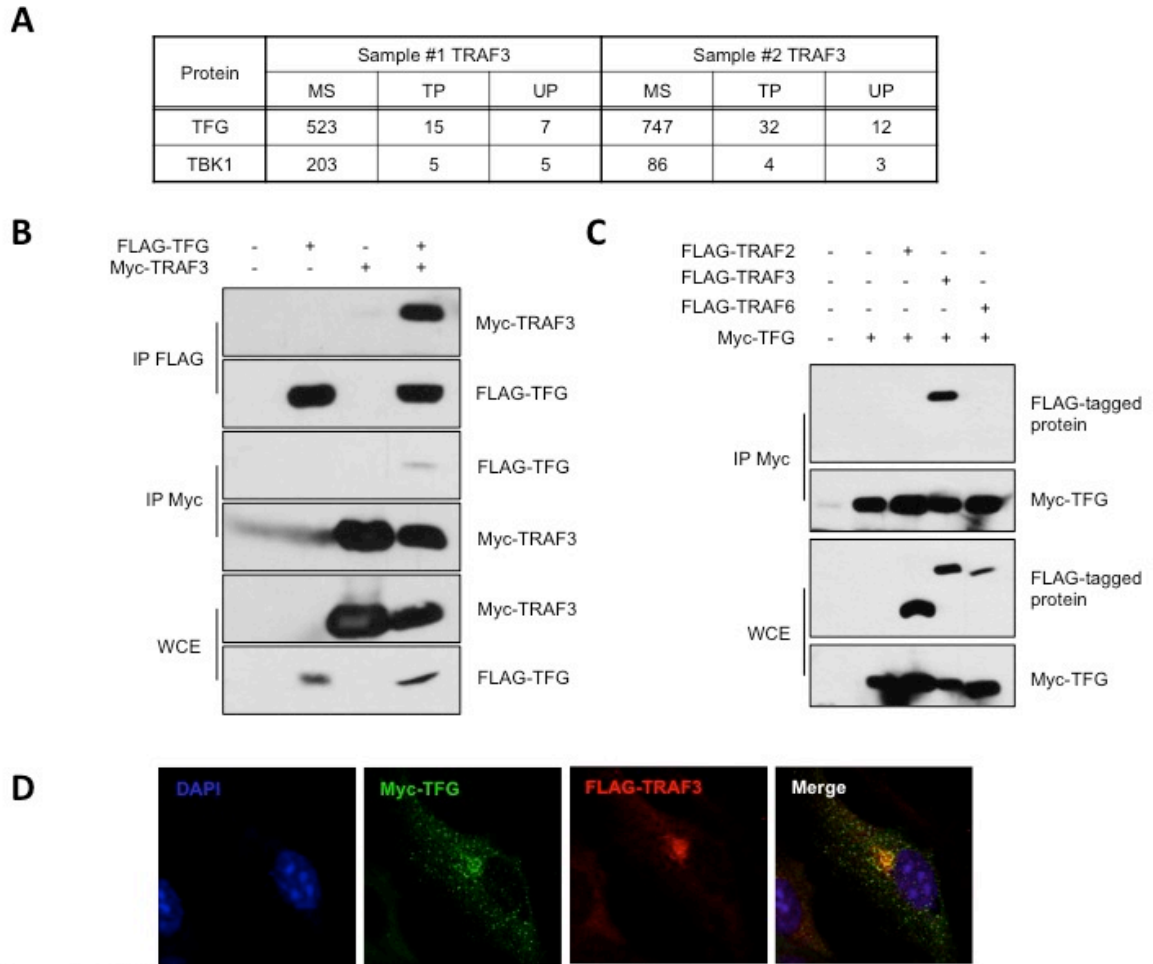 A
Protein Sample #1 TRAF3 Sample #2 TRAF3
MS TP UP MS TP UP
TFG 523 15 7 747 32 12
TBK1 203 5 5 86 4 3
B
FLAG-TFG - + - +
Myc-TRAF3 - - + +
IP FLAG
Myc-TRAF3
FLAG-TFG
IP Myc
FLAG-TFG
Myc-TRAF3
WCE
Myc-TRAF3
FLAG-TFG
C
FLAG-TRAF2 - - + - -
FLAG-TRAF3 - - - + -
FLAG-TRAF6 - - - - +
Myc-TFG - + + + +
IP Myc
FLAG-tagged
protein
Myc-TFG
WCE
FLAG-tagged
protein
Myc-TFG
D
DAPI
Myc-TFG
FLAG-TRAF3
Merge